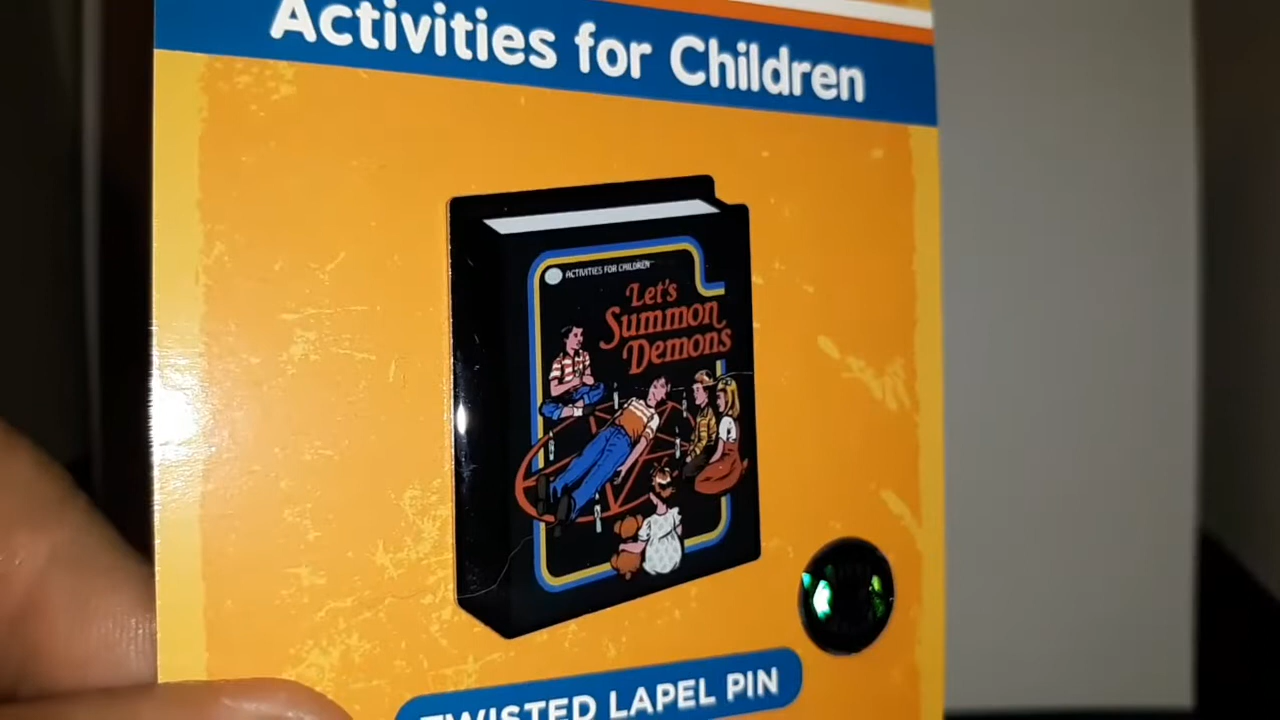 Activities for Children
ACTIVITIES FOR CHILDREN
Let's
Summon
Demons
TWISTED LAPEL PIN